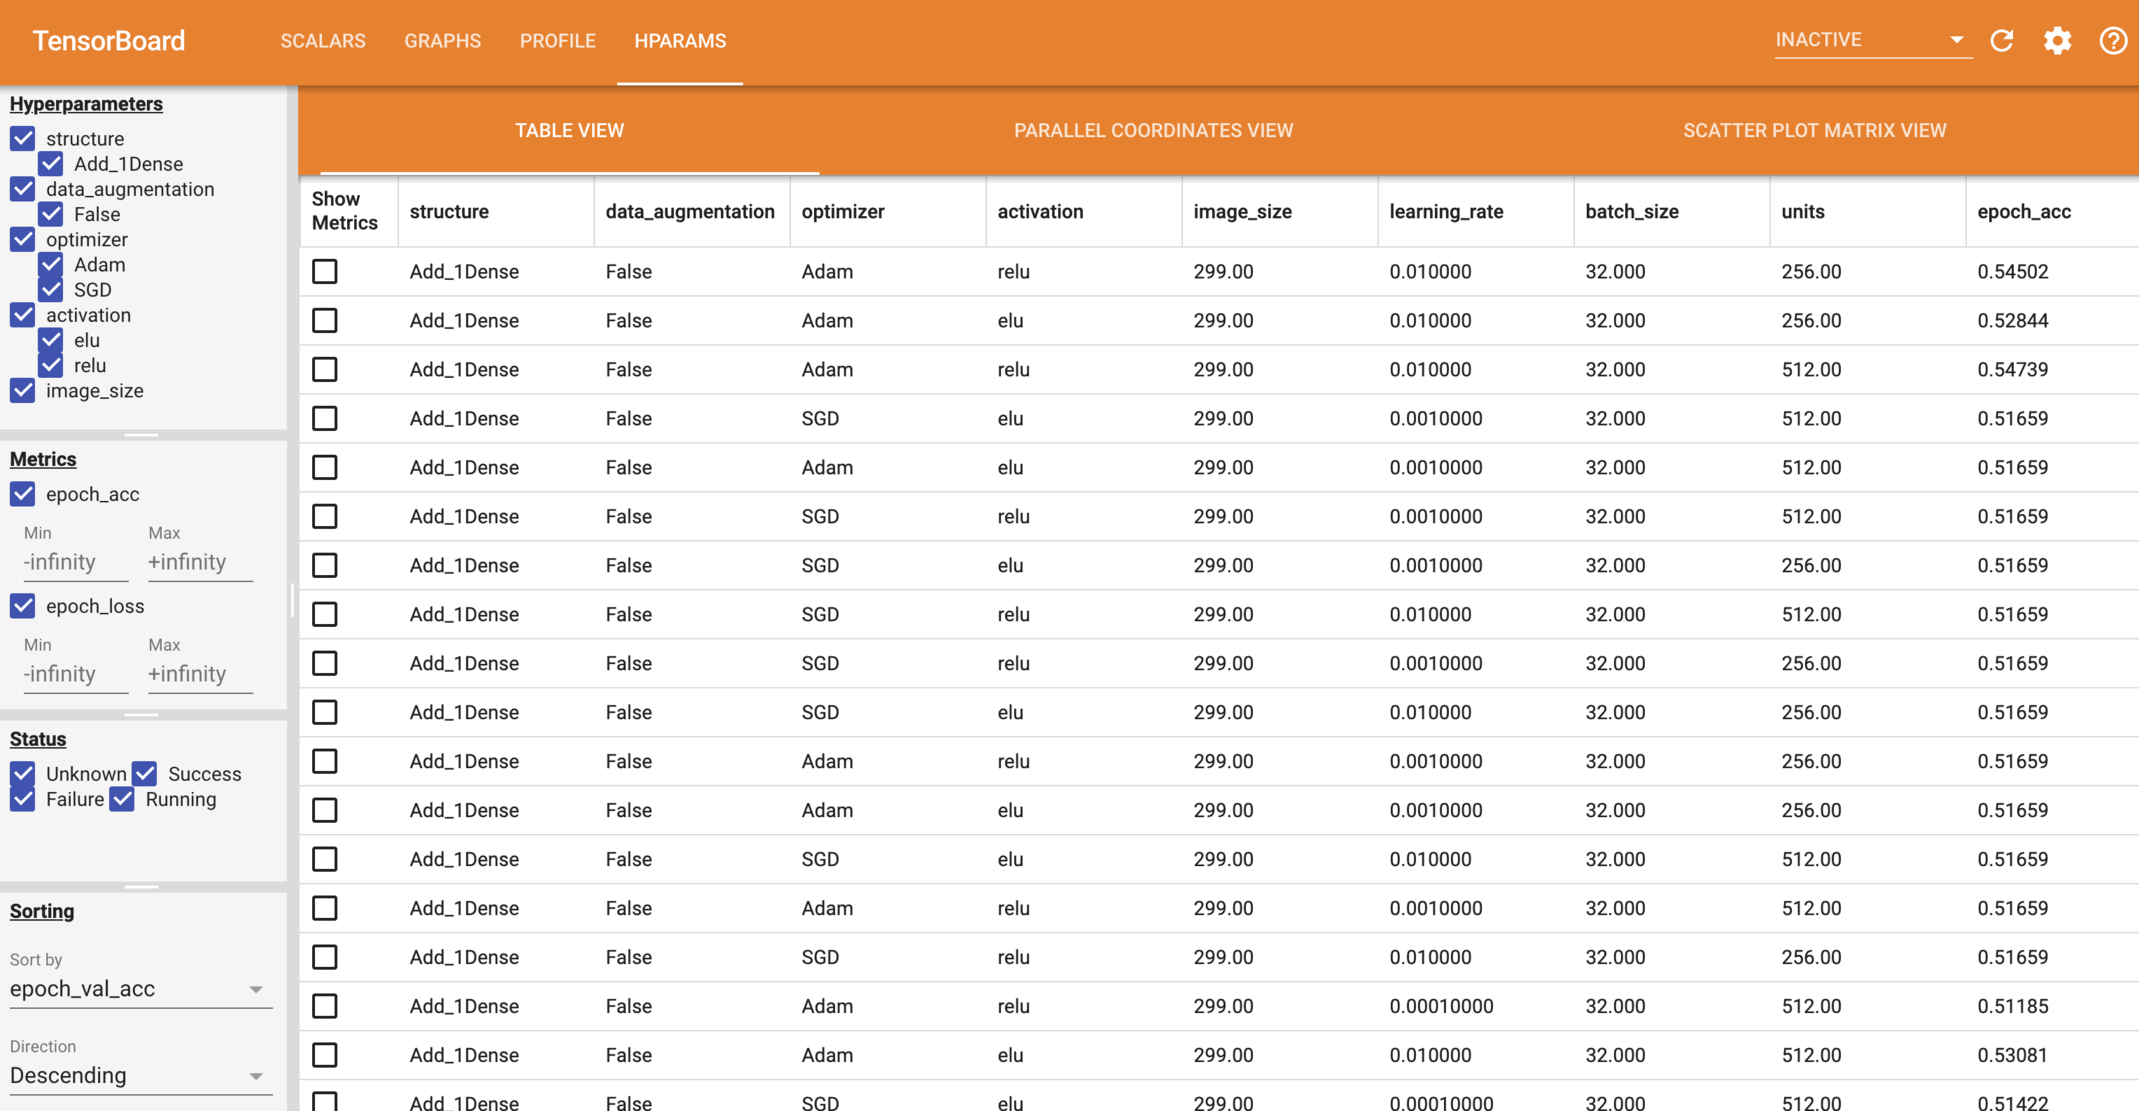 TensorBoard SCALARS GRAPHS PROFILE HPARAMS INACTIVE
Hyperparameters
structure
Add_1Dense
data_augmentation
False
optimizer
Adam
SGD
activation
elu
relu
image_size
Metrics
epoch_acc
Min Max
-infinity +infinity
epoch_loss
Min Max
-infinity +infinity
Status
Unknown Success
Failure Running
Sorting
Sort by
epoch_val_acc
Direction
Descending
TABLE VIEW PARALLEL COORDINATES VIEW SCATTER PLOT MATRIX VIEW
Show Metrics structure data_augmentation optimizer activation image_size learning_rate batch_size units epoch_acc
Add_1Dense False Adam relu 299.00 0.010000 32.000 256.00 0.54502
Add_1Dense False Adam elu 299.00 0.010000 32.000 256.00 0.52844
Add_1Dense False Adam relu 299.00 0.010000 32.000 512.00 0.54739
Add_1Dense False SGD elu 299.00 0.0010000 32.000 512.00 0.51659
Add_1Dense False Adam elu 299.00 0.0010000 32.000 512.00 0.51659
Add_1Dense False SGD relu 299.00 0.0010000 32.000 512.00 0.51659
Add_1Dense False SGD elu 299.00 0.0010000 32.000 256.00 0.51659
Add_1Dense False SGD relu 299.00 0.010000 32.000 512.00 0.51659
Add_1Dense False SGD relu 299.00 0.0010000 32.000 256.00 0.51659
Add_1Dense False SGD elu 299.00 0.010000 32.000 256.00 0.51659
Add_1Dense False Adam relu 299.00 0.0010000 32.000 256.00 0.51659
Add_1Dense False Adam elu 299.00 0.0010000 32.000 256.00 0.51659
Add_1Dense False SGD elu 299.00 0.010000 32.000 512.00 0.51659
Add_1Dense False Adam relu 299.00 0.0010000 32.000 512.00 0.51659
Add_1Dense False SGD relu 299.00 0.010000 32.000 256.00 0.51659
Add_1Dense False Adam relu 299.00 0.00010000 32.000 512.00 0.51185
Add_1Dense False Adam elu 299.00 0.010000 32.000 512.00 0.53081
Add_1Dense False SGD elu 299.00 0.00010000 32.000 512.00 0.51422